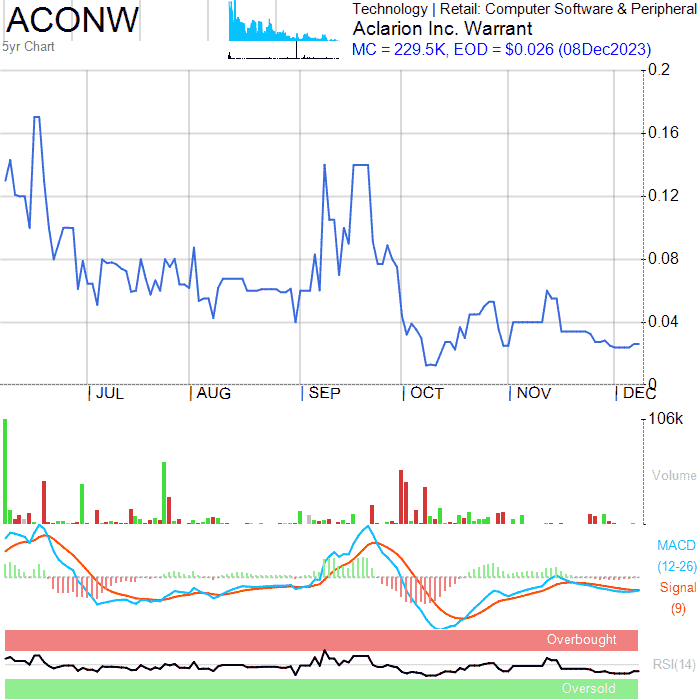 ACONW
5yr Chart
Technology | Retail: Computer Software & Peripheral
Aclarion Inc. Warrant
MC = 229.5K, EOD = $0.026 (08Dec2023)
0.2
0.16
0.12
0.08
0.04
0
JUL AUG SEP OCT NOV DEC
106k
Volume
MACD
(12-26)
Signal
(9)
Overbought
RSI(14)
Oversold